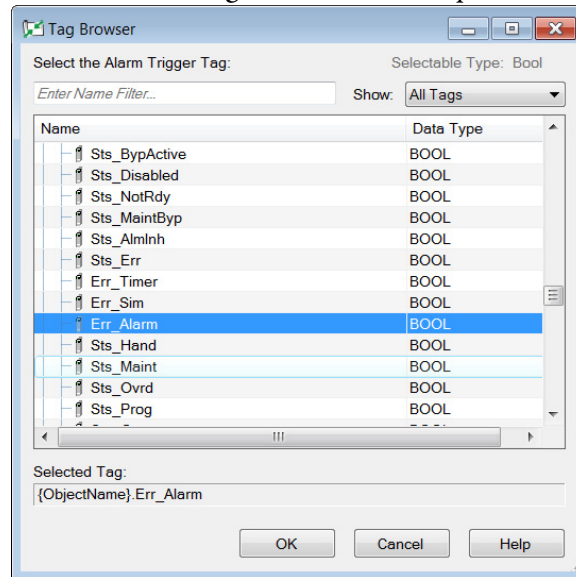 Tag Browser
Select the Alarm Trigger Tag: Selectable Type: Bool
Enter Name Filter... Show: All Tags
Name Data Type
Sts_BypActive BOOL
Sts_Disabled BOOL
Sts_NotRdy BOOL
Sts_MaintByp BOOL
Sts_AlmInh BOOL
Sts_Err BOOL
Err_Timer BOOL
Err_Sim BOOL
Err_Alarm BOOL
Sts_Hand BOOL
Sts_Maint BOOL
Sts_Ovrd BOOL
Sts_Prog BOOL
Selected Tag:
{ObjectName}.Err_Alarm
OK Cancel Help